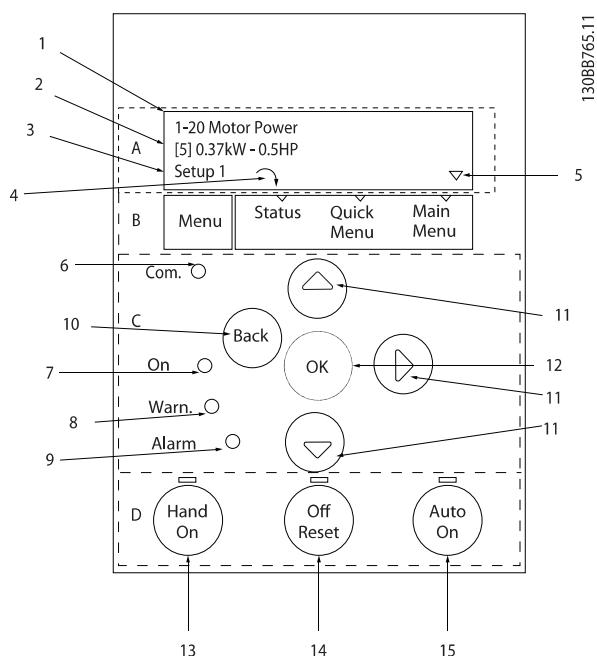 130BB765.11
1
2
3
4
A
1-20 Motor Power
[5] 0.37kW - 0.5HP
Setup 1
5
B
Menu
Status
Quick Menu
Main Menu
6
Com.
11
10
C
Back
OK
12
7
On
11
8
Warn.
11
9
Alarm
D
Hand On
Off Reset
Auto On
13
14
15